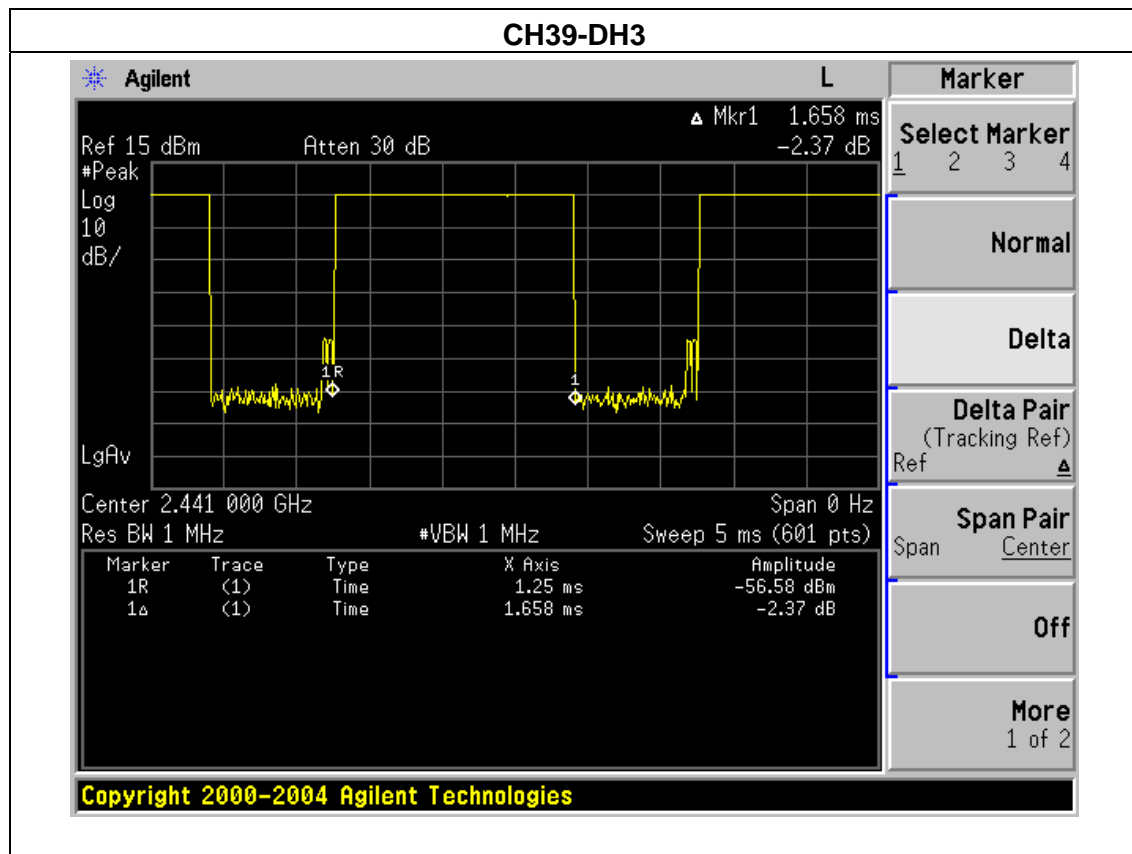 CH39-DH3
Agilent L Marker
Δ Mkr1 1.658 ms
Ref 15 dBm Atten 30 dB -2.37 dB
#Peak
Log
10
dB/
1R
1
LgAv
Center 2.441 000 GHz Span 0 Hz
Res BW 1 MHz #VBW 1 MHz Sweep 5 ms (601 pts)
Marker Trace Type X Axis Amplitude
1R (1) Time 1.25 ms -56.58 dBm
1Δ (1) Time 1.658 ms -2.37 dB
Select Marker
1 2 3 4
Normal
Delta
Delta Pair
(Tracking Ref)
Ref Δ
Span Pair
Span Center
Off
More
1 of 2
Copyright 2000-2004 Agilent Technologies